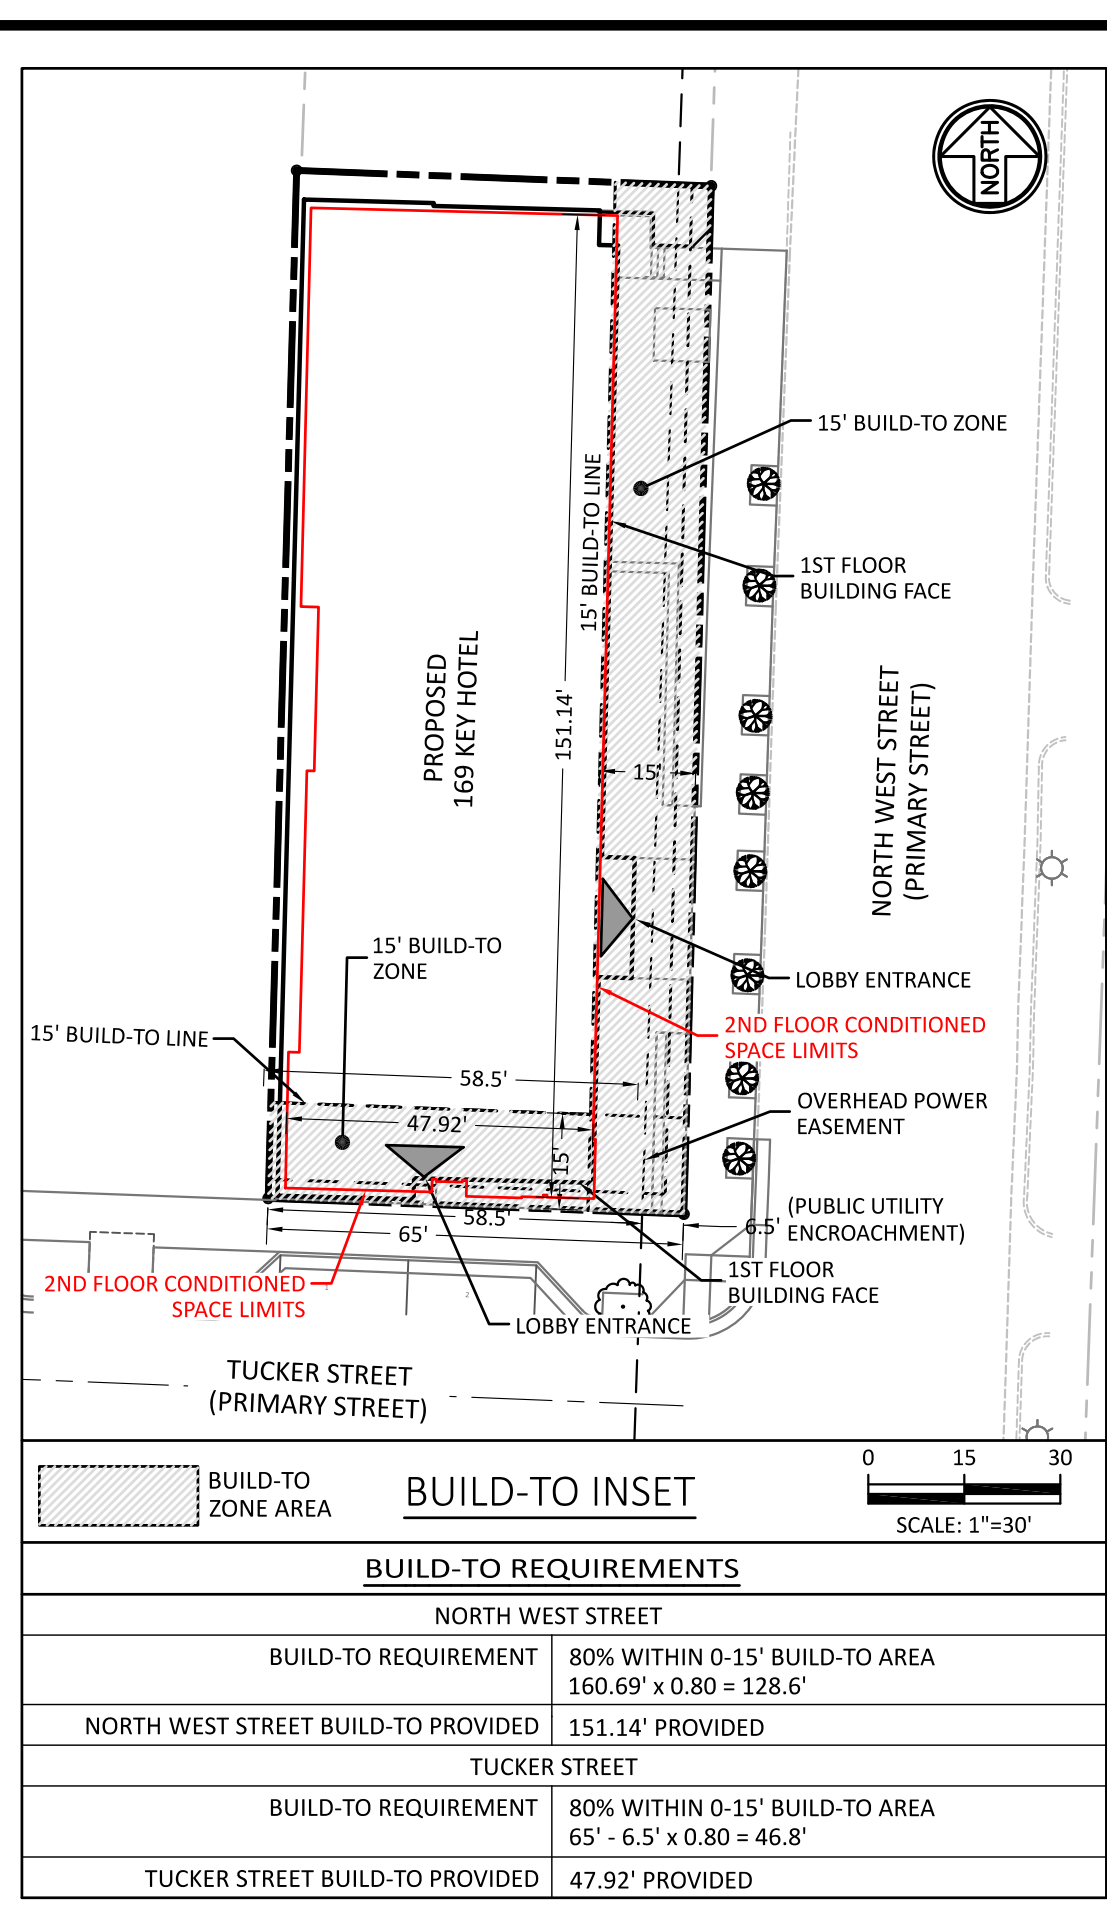 NORTH
15' BUILD-TO ZONE
15' BUILD-TO LINE
1ST FLOOR
BUILDING FACE
PROPOSED
169 KEY HOTEL
151.14'
15'
NORTH WEST STREET
(PRIMARY STREET)
15' BUILD-TO
ZONE
LOBBY ENTRANCE
2ND FLOOR CONDITIONED
SPACE LIMITS
15' BUILD-TO LINE
58.5'
OVERHEAD POWER
EASEMENT
47.92'
15'
58.5'
65'
6.5'
(PUBLIC UTILITY
ENCROACHMENT)
2ND FLOOR CONDITIONED
SPACE LIMITS
1
2
1ST FLOOR
BUILDING FACE
LOBBY ENTRANCE
TUCKER STREET
(PRIMARY STREET)
BUILD-TO
ZONE AREA
BUILD-TO INSET
0 15 30
SCALE: 1"=30'
BUILD-TO REQUIREMENTS
NORTH WEST STREET
BUILD-TO REQUIREMENT
80% WITHIN 0-15' BUILD-TO AREA
160.69' x 0.80 = 128.6'
NORTH WEST STREET BUILD-TO PROVIDED
151.14' PROVIDED
TUCKER STREET
BUILD-TO REQUIREMENT
80% WITHIN 0-15' BUILD-TO AREA
65' - 6.5' x 0.80 = 46.8'
TUCKER STREET BUILD-TO PROVIDED
47.92' PROVIDED